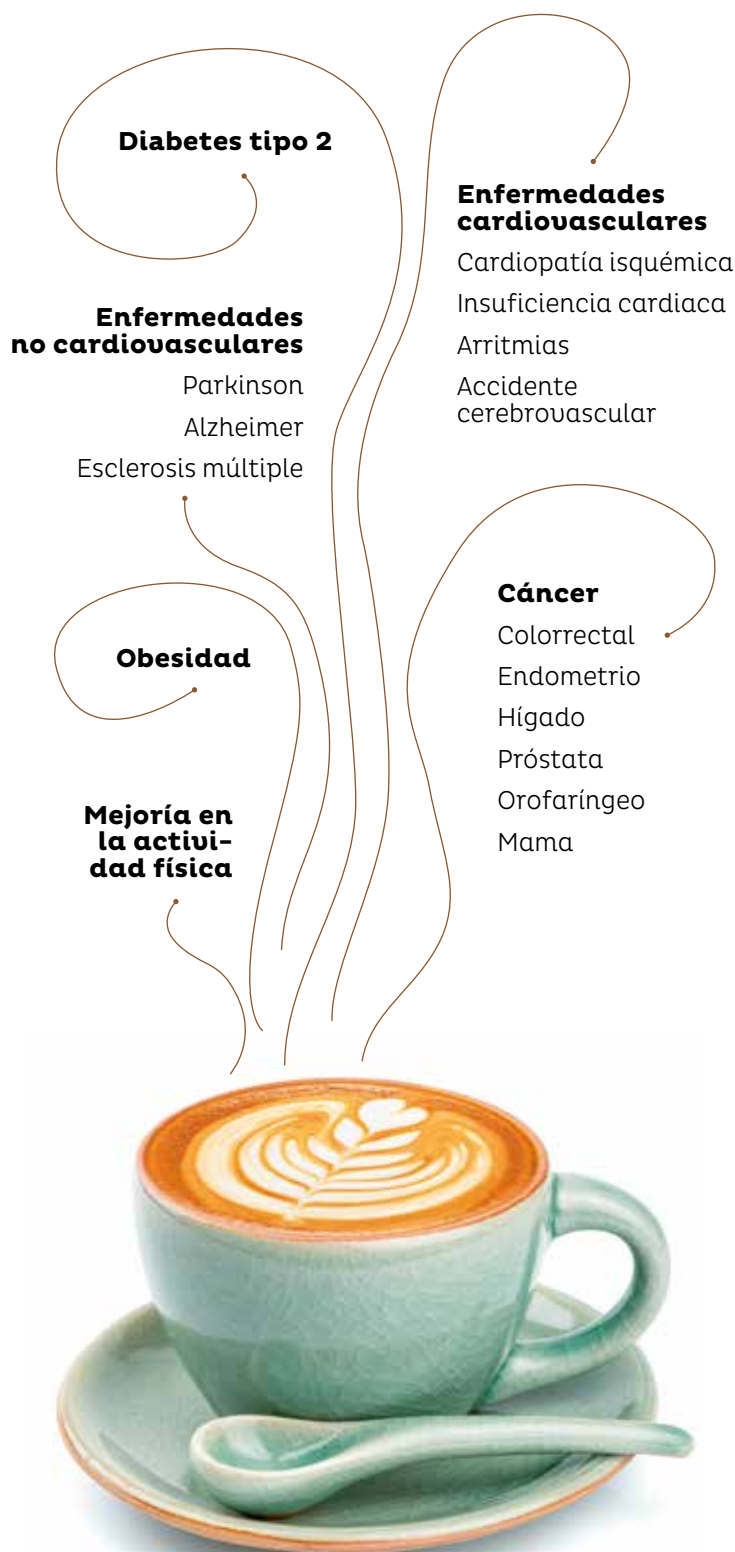 Diabetes tipo 2
Enfermedades
cardiovasculares
Cardiopatía isquémica
Insuficiencia cardiaca
Arritmias
Accidente
cerebrovascular
Enfermedades
no cardiovasculares
Parkinson
Alzheimer
Esclerosis múltiple
Obesidad
Cáncer
Colorrectal
Endometrio
Hígado
Próstata
Orofaríngeo
Mama
Mejoría en
la activi-
dad física